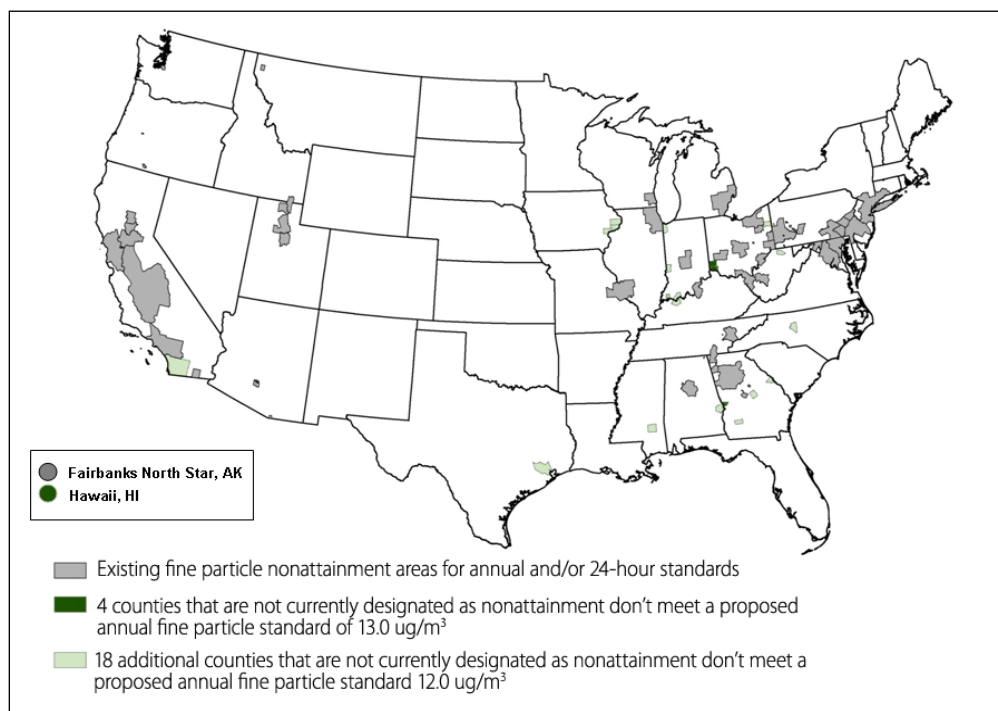 Fairbanks North Star, AK
Hawaii, HI
Existing fine particle nonattainment areas for annual and/or 24-hour standards
4 counties that are not currently designated as nonattainment don't meet a proposed
annual fine particle standard of 13.0 ug/m³
18 additional counties that are not currently designated as nonattainment don't meet a
proposed annual fine particle standard 12.0 ug/m³